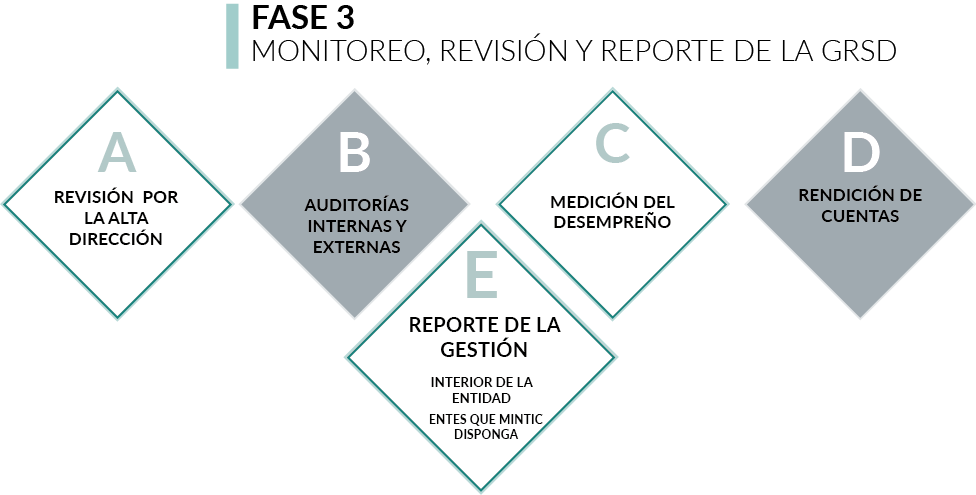 FASE 3
MONITOREO, REVISIÓN Y REPORTE DE LA GRSD
A
REVISIÓN POR
LA ALTA
DIRECCIÓN
B
AUDITORÍAS
INTERNAS Y
EXTERNAS
C
MEDICIÓN DEL
DESEMPREÑO
D
RENDICIÓN DE
CUENTAS
E
REPORTE DE LA
GESTIÓN
INTERIOR DE LA
ENTIDAD
ENTES QUE MINTIC
DISPONGA